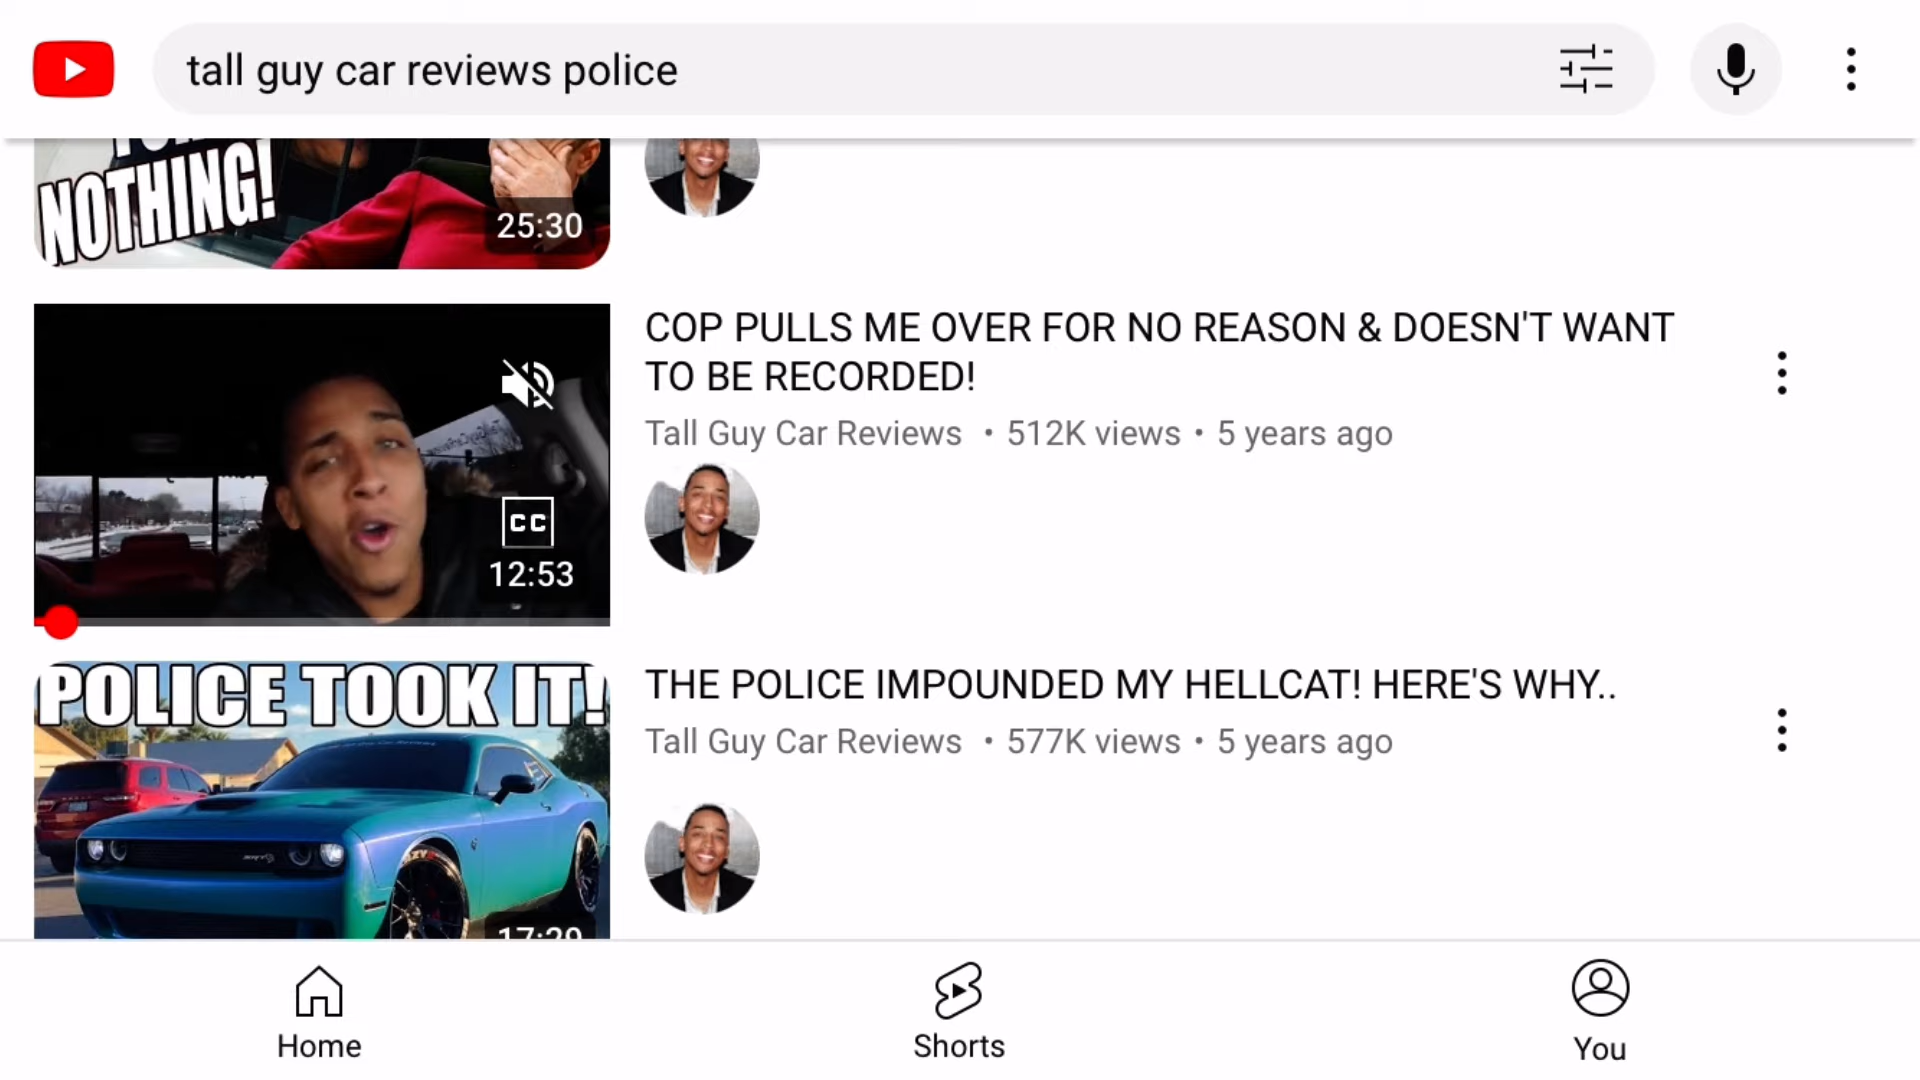 tall guy car reviews police
NOTHING!
25:30
COP PULLS ME OVER FOR NO REASON & DOESN'T WANT
TO BE RECORDED!
Tall Guy Car Reviews • 512K views • 5 years ago
CC
12:53
POLICE TOOK IT!
THE POLICE IMPOUNDED MY HELLCAT! HERE'S WHY..
Tall Guy Car Reviews • 577K views • 5 years ago
17:29
Home
Shorts
You